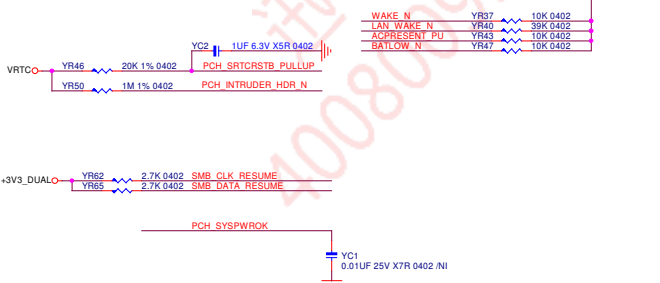 WAKE_N YR37 10K 0402
LAN_WAKE_N YR40 39K 0402
ACPRESENT_PU YR43 10K 0402
BATLOW_N YR47 10K 0402
YC2 1UF 6.3V X5R 0402
VRTC YR46 20K 1% 0402 PCH_SRTCRSTB_PULLUP
YR50 1M 1% 0402 PCH_INTRUDER_HDR_N
+3V3_DUAL YR62 2.7K 0402 SMB_CLK_RESUME
YR65 2.7K 0402 SMB_DATA_RESUME
PCH_SYSPWROK
YC1
0.01UF 25V X7R 0402 /NI
4008009